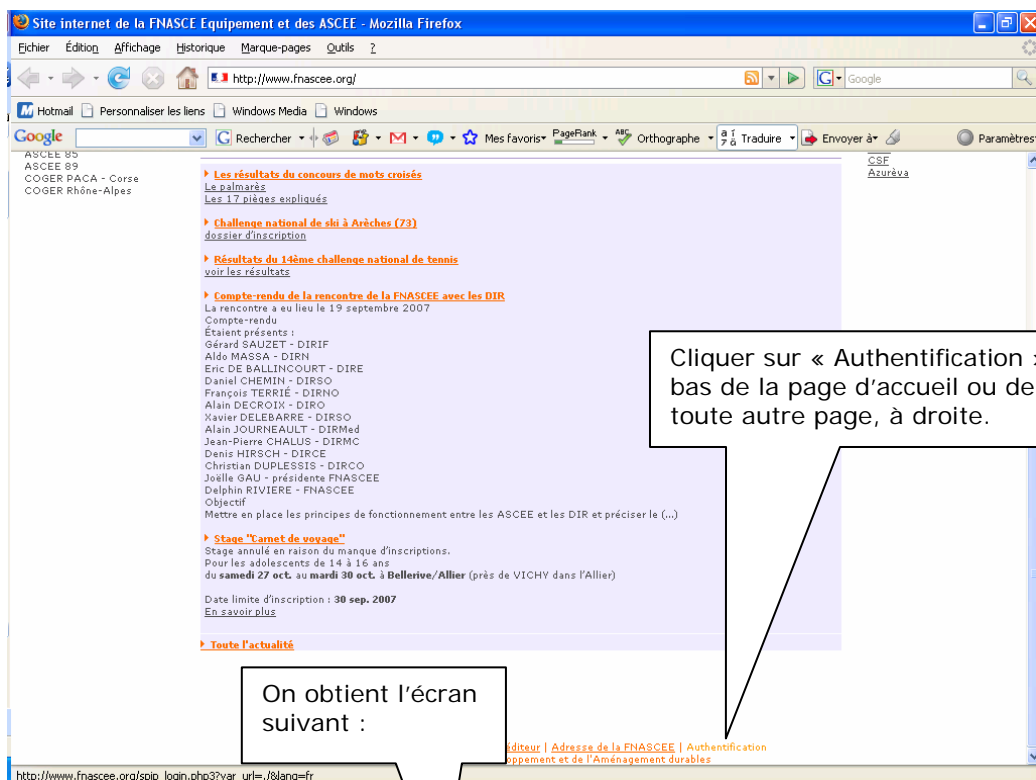 Site internet de la FNASCE Equipement et des ASCEE - Mozilla Firefox
Fichier Édition Affichage Historique Marque-pages Outils ?
http://www.fnascee.org/
G Google
Hotmail Personnaliser les liens Windows Media Windows
Google G Rechercher Mes favoris PageRank ABC Orthographe Traduire Envoyer à Paramètres
ASCEE 85
ASCEE 89
COGER PACA - Corse
COGER Rhône-Alpes
CSF
Azurèva
Les résultats du concours de mots croisés
Le palmarès
Les 17 pièges expliqués
Challenge national de ski à Arèches (73)
dossier d'inscription
Résultats du 14ème challenge national de tennis
voir les résultats
Compte-rendu de la rencontre de la FNASCEE avec les DIR
La rencontre a eu lieu le 19 septembre 2007
Compte-rendu
Étaient présents :
Gérard SAUZET - DIRIF
Aldo MASSA - DIRN
Eric DE BALLINCOURT - DIRE
Daniel CHEMIN - DIRSO
François TERRIÉ - DIRNO
Alain DECROIX - DIRO
Xavier DELEBARRE - DIRSO
Alain JOURNEAULT - DIRMed
Jean-Pierre CHALUS - DIRMC
Denis HIRSCH - DIRCE
Christian DUPLESSIS - DIRCO
Joëlle GAU - présidente FNASCEE
Delphin RIVIERE - FNASCEE
Objectif
Mettre en place les principes de fonctionnement entre les ASCEE et les DIR et préciser le (...)
Stage "Carnet de voyage"
Stage annulé en raison du manque d'inscriptions.
Pour les adolescents de 14 à 16 ans
du samedi 27 oct. au mardi 30 oct. à Bellerive/Allier (près de VICHY dans l'Allier)
Date limite d'inscription : 30 sep. 2007
En savoir plus
Toute l'actualité
Cliquer sur « Authentification »
bas de la page d'accueil ou de
toute autre page, à droite.
On obtient l'écran
suivant :
éditeur | Adresse de la FNASCEE | Authentification
oppement et de l'Aménagement durables
http://www.fnascee.org/spip_login.php3?var_url=./&lang=fr